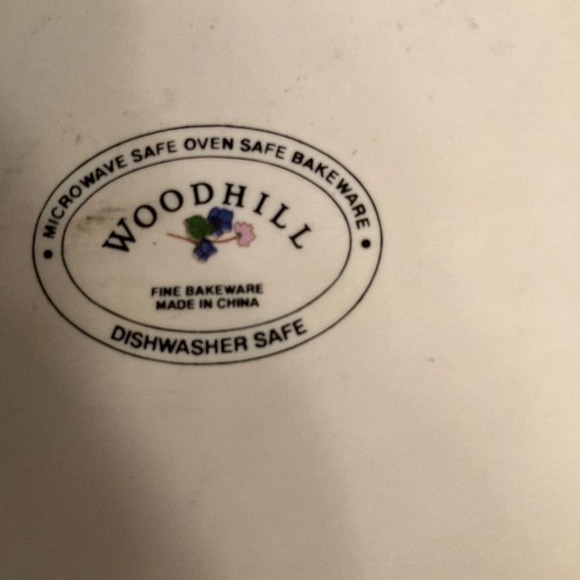 MICROWAVE SAFE OVEN SAFE BAKEWARE
WOODHILL
FINE BAKEWARE
MADE IN CHINA
DISHWASHER SAFE